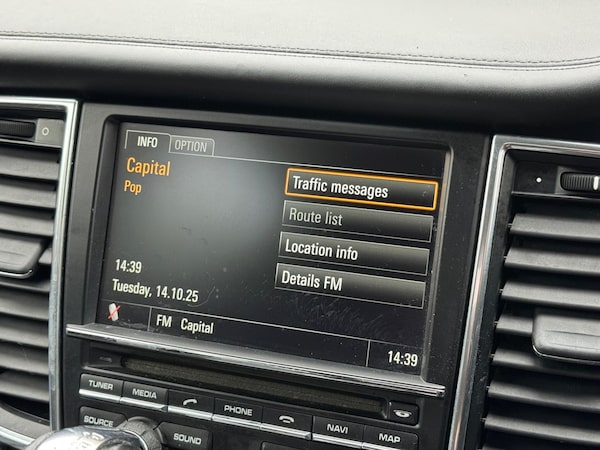 INFO OPTION
Capital
Pop
Traffic messages
Route list
Location info
Details FM
14:39
Tuesday, 14.10.25
FM Capital
14:39
TUNER MEDIA PHONE NAVI MAP
SOURCE SOUND